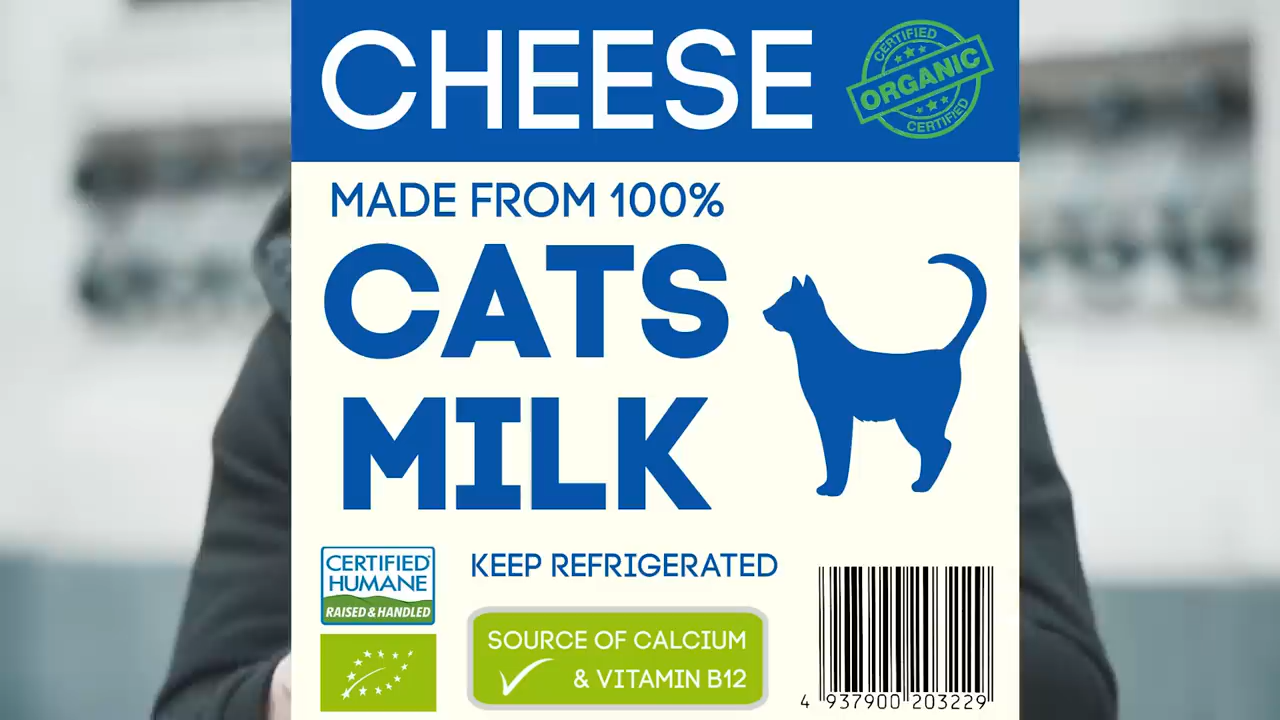 CHEESE
CERTIFIED
ORGANIC
CERTIFIED
MADE FROM 100%
CATS
MILK
KEEP REFRIGERATED
CERTIFIED
HUMANE
RAISED & HANDLED
SOURCE OF CALCIUM
& VITAMIN B12
4 937900 203229